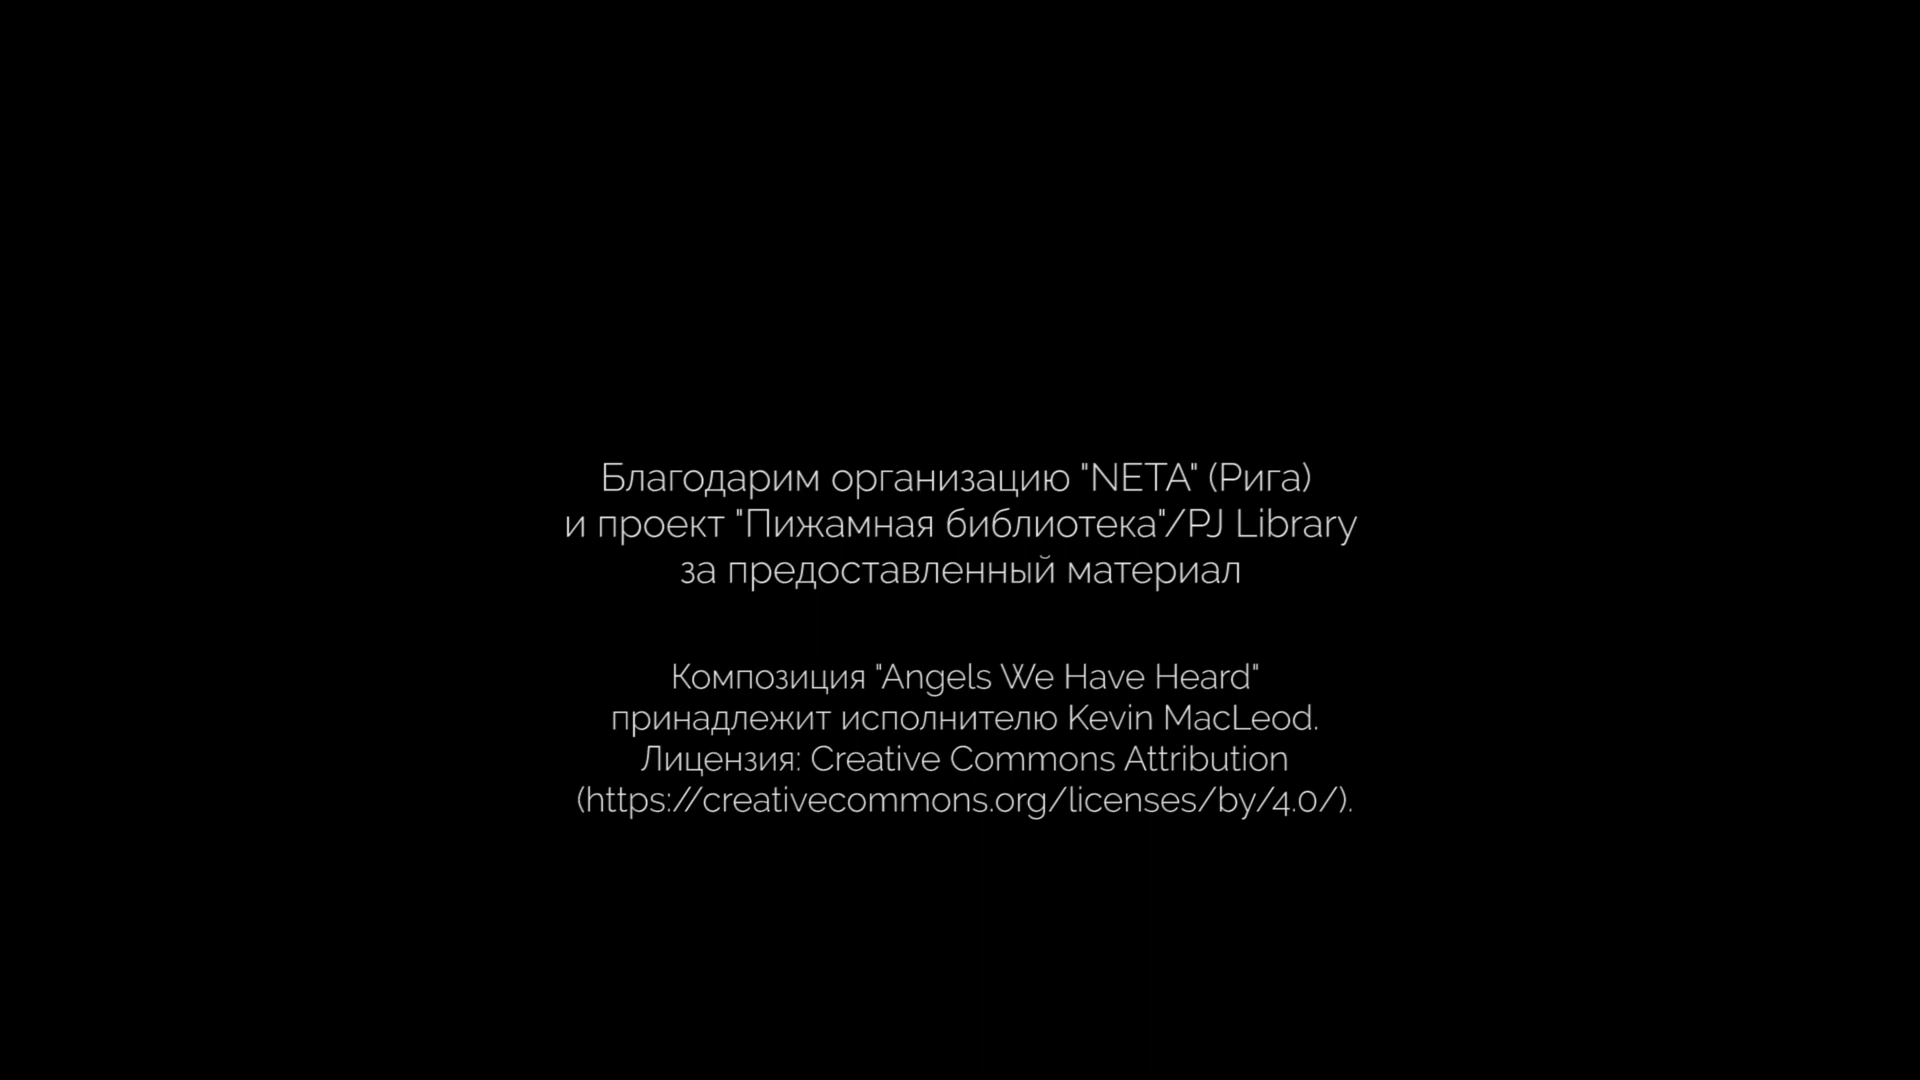 Благодарим организацию "NETA" (Рига)
и проект "Пижамная библиотека"/PJ Library
за предоставленный материал
Композиция "Angels We Have Heard"
принадлежит исполнителю Kevin MacLeod.
Лицензия: Creative Commons Attribution
(https://creativecommons.org/licenses/by/4.0/).